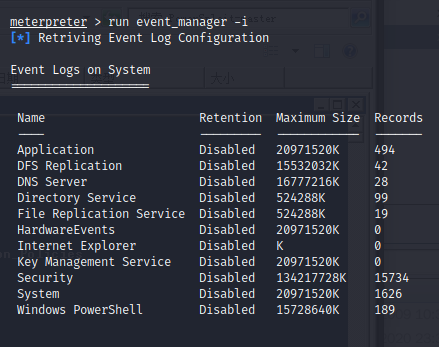 meterpreter > run event_manager -i
[*] Retriving Event Log Configuration
Event Logs on System
====================
Name Retention Maximum Size Records
---- --------- ------------ -------
Application Disabled 20971520K 494
DFS Replication Disabled 15532032K 42
DNS Server Disabled 16777216K 28
Directory Service Disabled 524288K 99
File Replication Service Disabled 524288K 19
HardwareEvents Disabled 20971520K 0
Internet Explorer Disabled K 0
Key Management Service Disabled 20971520K 0
Security Disabled 134217728K 15734
System Disabled 20971520K 1626
Windows PowerShell Disabled 15728640K 189